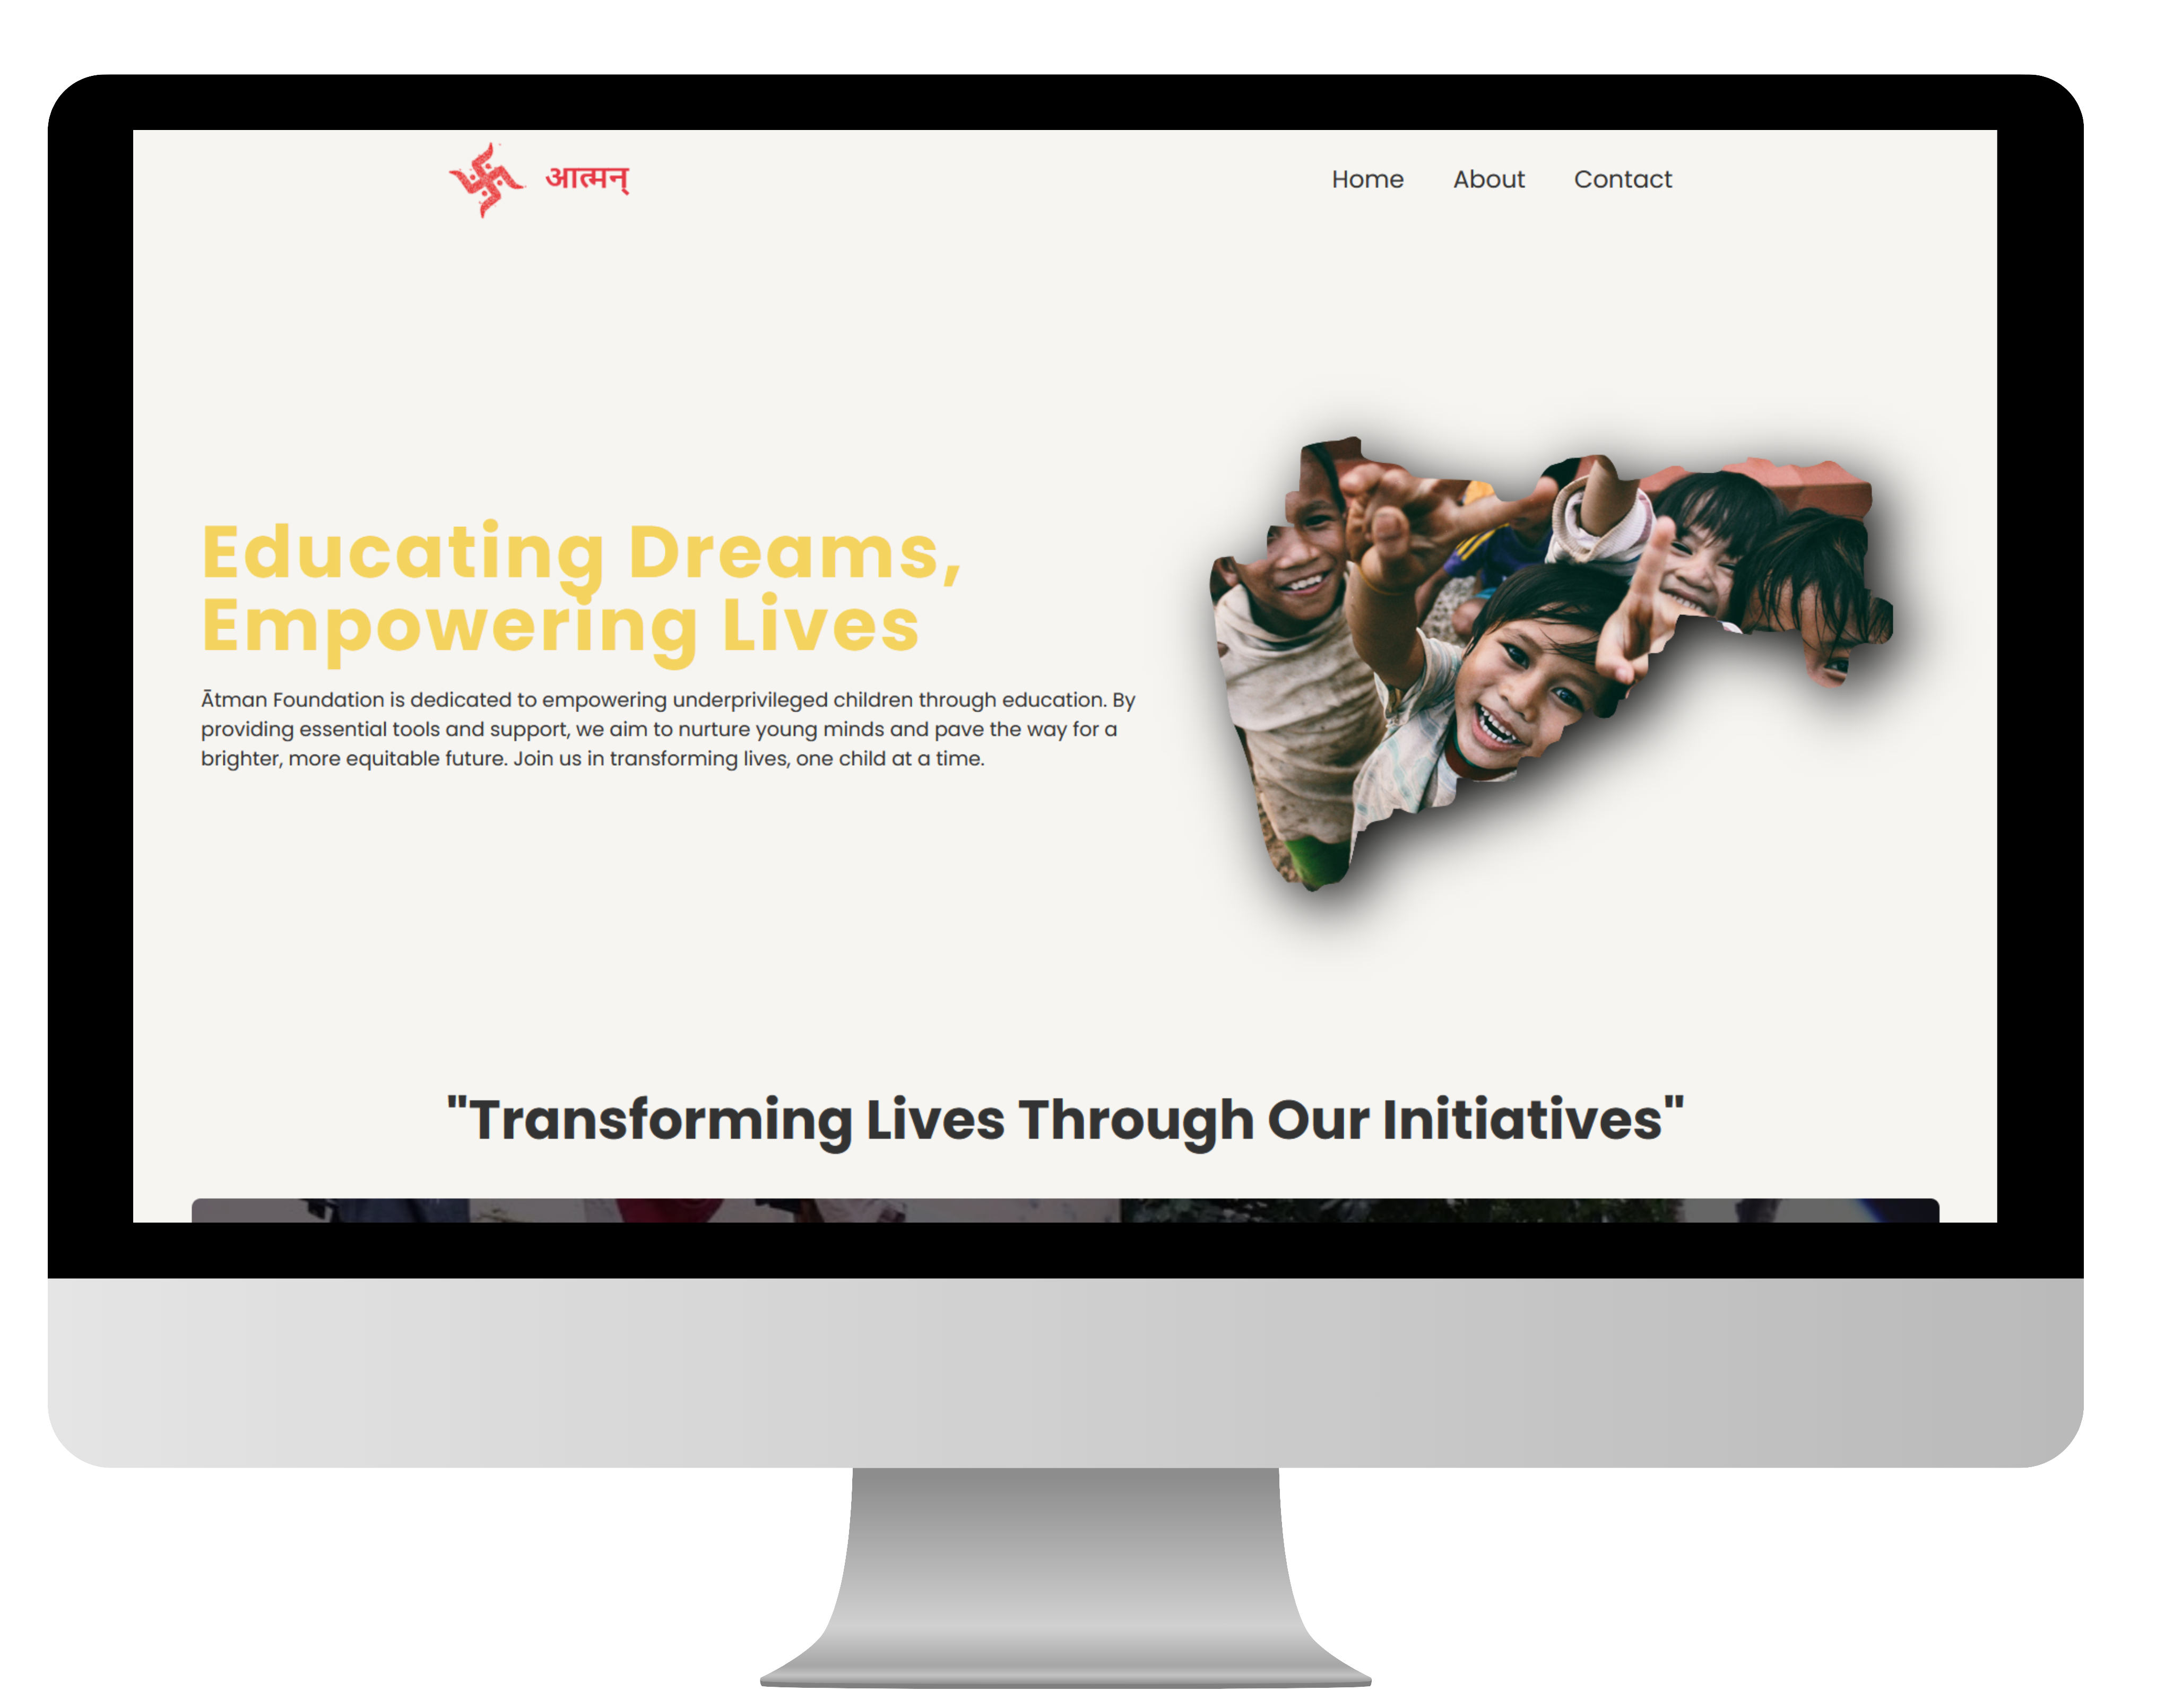 आत्मन्
Home About Contact
Educating Dreams,
Empowering Lives
Ātman Foundation is dedicated to empowering underprivileged children through education. By
providing essential tools and support, we aim to nurture young minds and pave the way for a
brighter, more equitable future. Join us in transforming lives, one child at a time.
"Transforming Lives Through Our Initiatives"